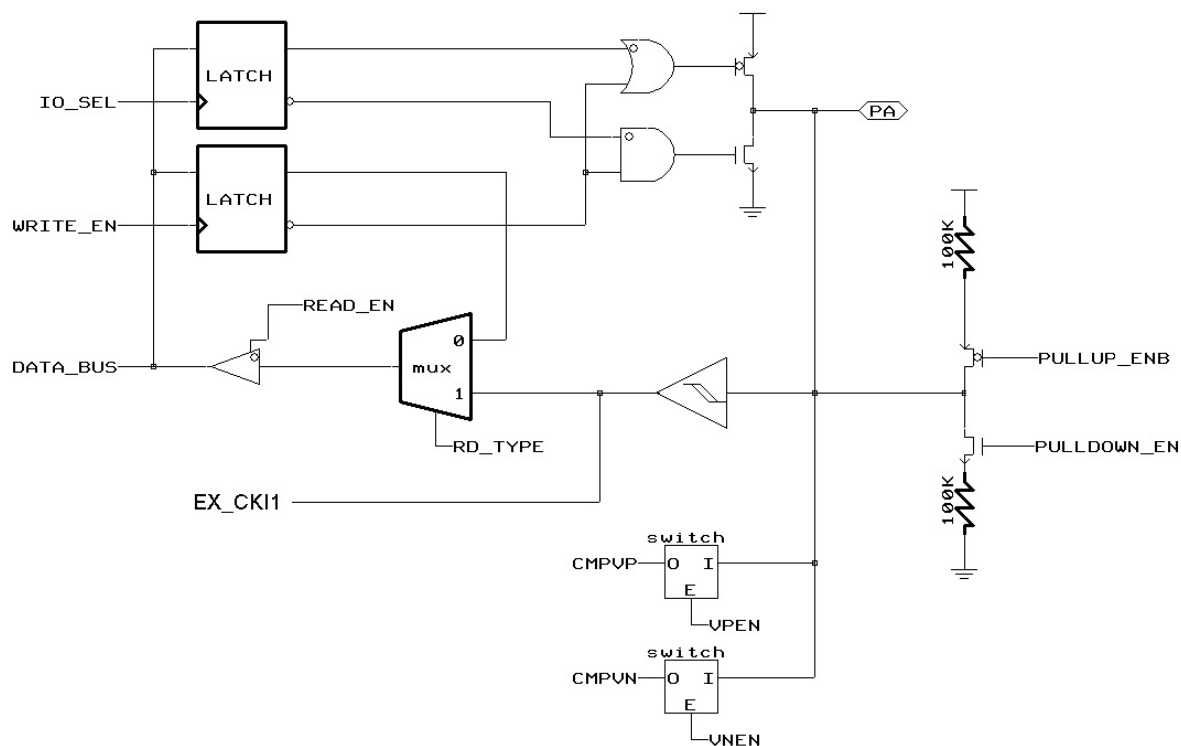 LATCH
IO_SEL
PA
LATCH
WRITE_EN
100K
READ_EN
0
DATA_BUS
mux
PULLUP_ENB
1
RD_TYPE
PULLDOWN_EN
EX_CKI1
100K
switch
CMPVP
O I
E
VPEN
switch
CMPVN
O I
E
VNEN